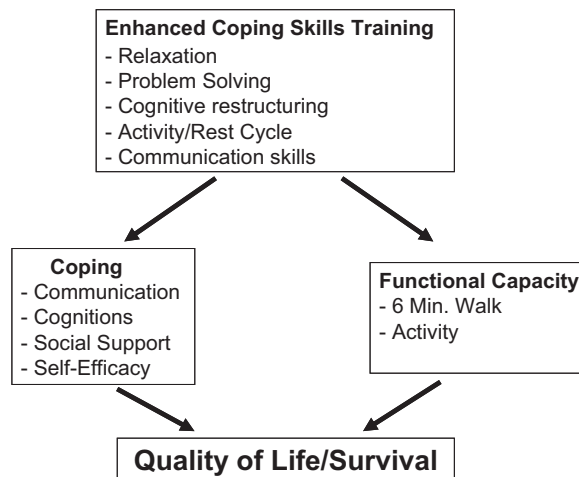 Enhanced Coping Skills Training
- Relaxation
- Problem Solving
- Cognitive restructuring
- Activity/Rest Cycle
- Communication skills
Coping
- Communication
- Cognitions
- Social Support
- Self-Efficacy
Functional Capacity
- 6 Min. Walk
- Activity
Quality of Life/Survival